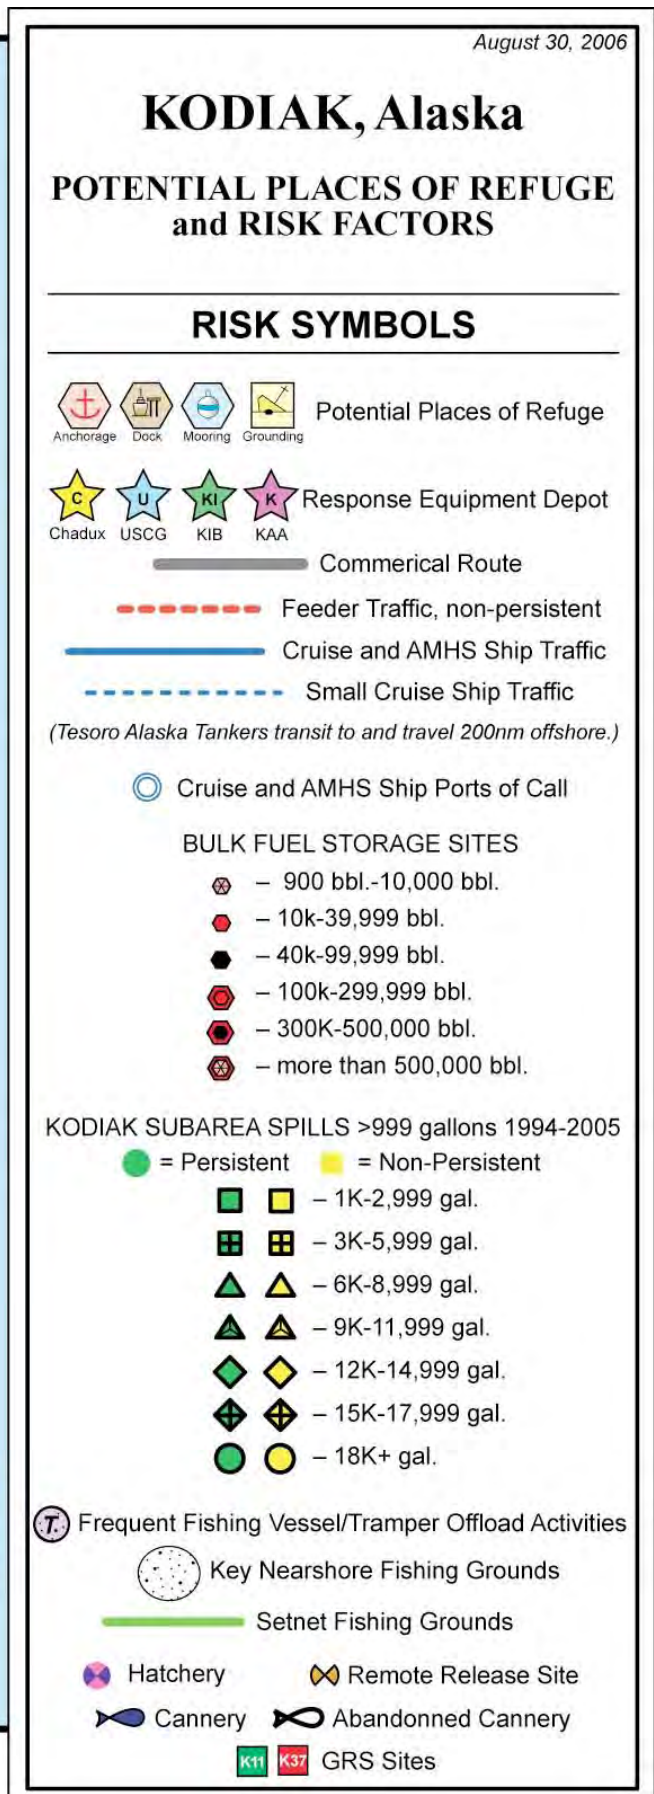 August 30, 2006
KODIAK, Alaska
POTENTIAL PLACES OF REFUGE
and RISK FACTORS
RISK SYMBOLS
Potential Places of Refuge
Anchorage Dock Mooring Grounding
C U KI K Response Equipment Depot
Chadux USCG KIB KAA
Commerical Route
Feeder Traffic, non-persistent
Cruise and AMHS Ship Traffic
Small Cruise Ship Traffic
(Tesoro Alaska Tankers transit to and travel 200nm offshore.)
Cruise and AMHS Ship Ports of Call
BULK FUEL STORAGE SITES
– 900 bbl.-10,000 bbl.
– 10k-39,999 bbl.
– 40k-99,999 bbl.
– 100k-299,999 bbl.
– 300K-500,000 bbl.
– more than 500,000 bbl.
KODIAK SUBAREA SPILLS >999 gallons 1994-2005
= Persistent = Non-Persistent
– 1K-2,999 gal.
– 3K-5,999 gal.
– 6K-8,999 gal.
– 9K-11,999 gal.
– 12K-14,999 gal.
– 15K-17,999 gal.
– 18K+ gal.
T. Frequent Fishing Vessel/Tramper Offload Activities
Key Nearshore Fishing Grounds
Setnet Fishing Grounds
Hatchery Remote Release Site
Cannery Abandonned Cannery
K11 K37 GRS Sites